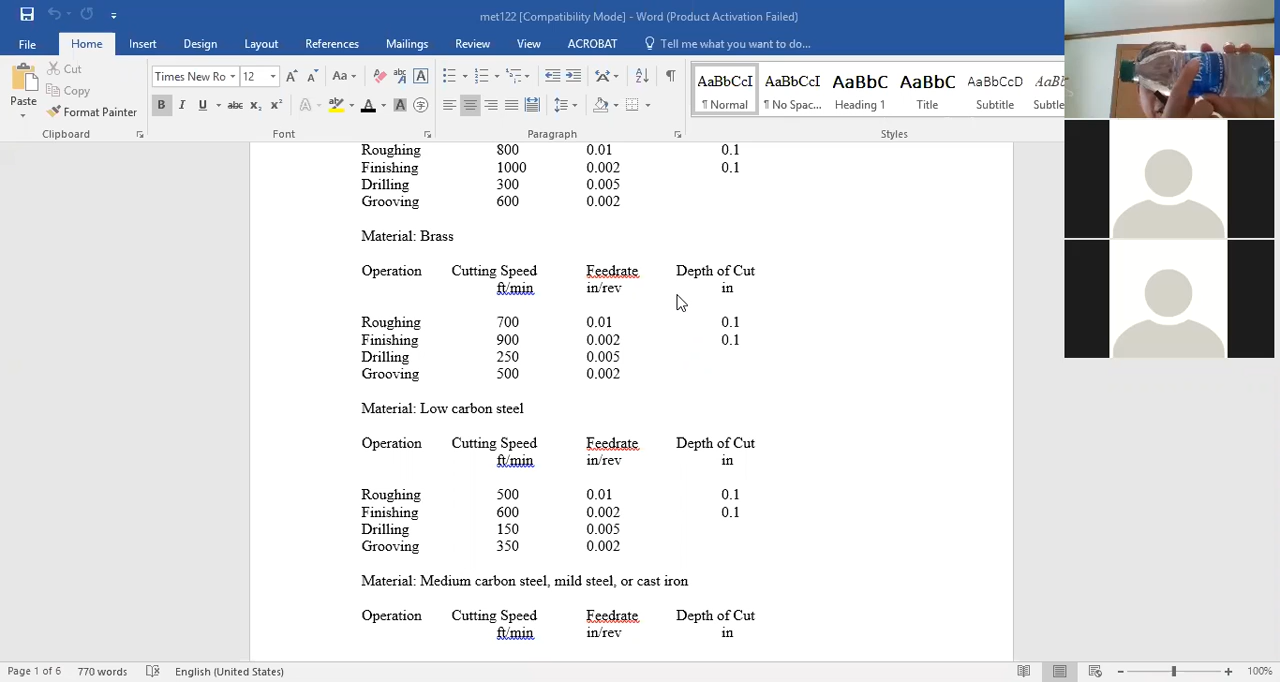 met122 [Compatibility Mode] - Word (Product Activation Failed)
File Home Insert Design Layout References Mailings Review View ACROBAT Tell me what you want to do...
Paste
Cut
Copy
Format Painter
Clipboard
Times New Ro 12
Font
Paragraph
AaBbCcI AaBbCcI AaBbC AaBbC AaBbCcD AaBb
¶ Normal ¶ No Spac... Heading 1 Title Subtitle Subtle
Styles
Roughing 800 0.01 0.1
Finishing 1000 0.002 0.1
Drilling 300 0.005
Grooving 600 0.002
Material: Brass
Operation Cutting Speed Feedrate Depth of Cut
ft/min in/rev in
Roughing 700 0.01 0.1
Finishing 900 0.002 0.1
Drilling 250 0.005
Grooving 500 0.002
Material: Low carbon steel
Operation Cutting Speed Feedrate Depth of Cut
ft/min in/rev in
Roughing 500 0.01 0.1
Finishing 600 0.002 0.1
Drilling 150 0.005
Grooving 350 0.002
Material: Medium carbon steel, mild steel, or cast iron
Operation Cutting Speed Feedrate Depth of Cut
ft/min in/rev in
Page 1 of 6 770 words English (United States) 100%